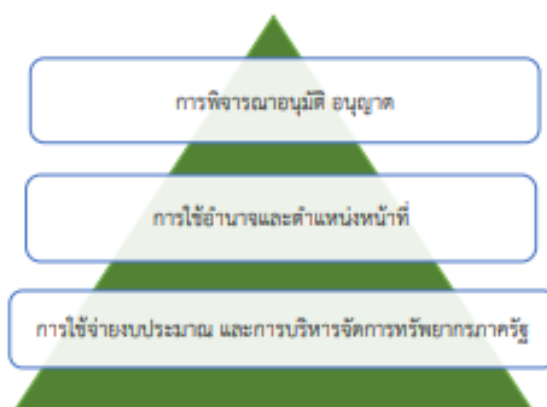 การพิจารณาอนุมัติ อนุญาต
การใช้อำนาจและตำแหน่งหน้าที่
การใช้จ่ายงบประมาณ และการบริหารจัดการทรัพยากรภาครัฐ